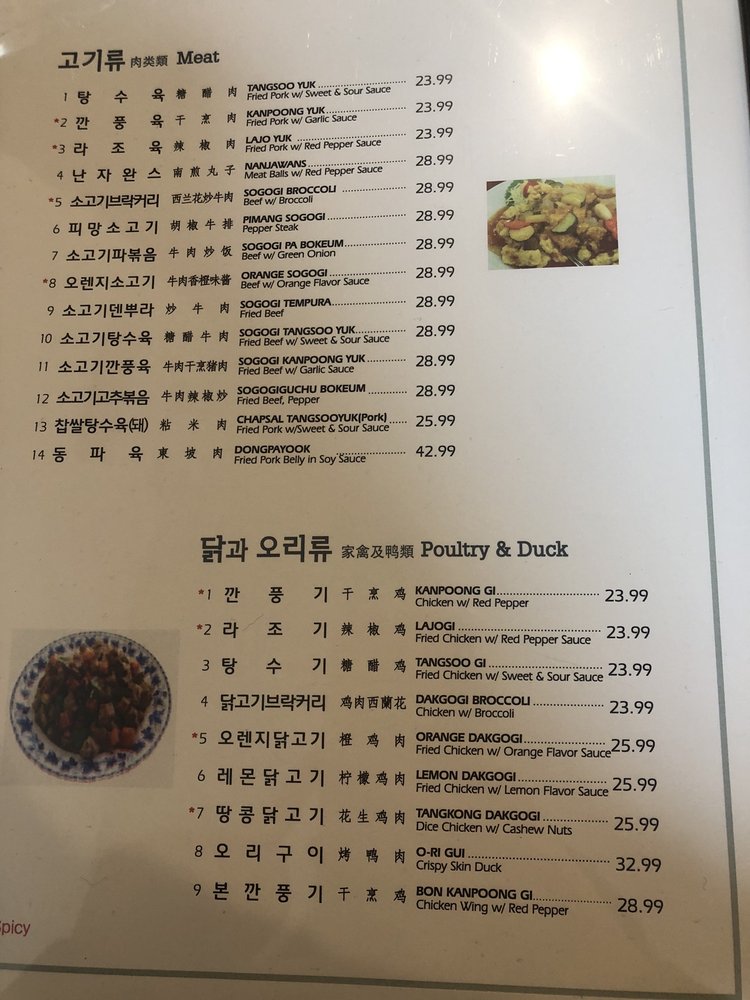 고기류 肉类類 Meat
1 탕수육 糖醋肉 TANGSOO YUK 23.99
Fried Pork w/ Sweet & Sour Sauce
*2 깐풍육 干烹肉 KANPOONG YUK 23.99
Fried Pork w/ Garlic Sauce
*3 라조육 辣椒肉 LAJO YUK 23.99
Fried Pork w/ Red Pepper Sauce
4 난자완스 南煎丸子 NANJAWANS 28.99
Meat Balls w/ Red Pepper Sauce
*5 소고기브락커리 西兰花炒牛肉 SOGOGI BROCCOLI 28.99
Beef w/ Broccoli
6 피망소고기 胡椒牛排 PIMANG SOGOGI 28.99
Pepper Steak
7 소고기파볶음 牛肉炒饭 SOGOGI PA BOKEUM 28.99
Beef w/ Green Onion
*8 오렌지소고기 牛肉香橙味酱 ORANGE SOGOGI 28.99
Beef w/ Orange Flavor Sauce
9 소고기덴뿌라 炒牛肉 SOGOGI TEMPURA 28.99
Fried Beef
10 소고기탕수육 糖醋牛肉 SOGOGI TANGSOO YUK 28.99
Fried Beef w/ Sweet & Sour Sauce
11 소고기깐풍육 牛肉干烹猪肉 SOGOGI KANPOONG YUK 28.99
Fried Beef w/ Garlic Sauce
12 소고기고추볶음 牛肉辣椒炒 SOGOGIGUCHU BOKEUM 28.99
Fried Beef, Pepper
13 찹쌀탕수육(돼) 粘米肉 CHAPSAL TANGSOOYUK(Pork) 25.99
Fried Pork w/Sweet & Sour Sauce
14 동파육 東坡肉 DONGPAYOOK 42.99
Fried Pork Belly in Soy Sauce
닭과 오리류 家禽及鸭類 Poultry & Duck
*1 깐풍기 干烹鸡 KANPOONG GI 23.99
Chicken w/ Red Pepper
*2 라조기 辣椒鸡 LAJOGI 23.99
Fried Chicken w/ Red Pepper Sauce
3 탕수기 糖醋鸡 TANGSOO GI 23.99
Fried Chicken w/ Sweet & Sour Sauce
4 닭고기브락커리 鸡肉西蘭花 DAKGOGI BROCCOLI 23.99
Chicken w/ Broccoli
*5 오렌지닭고기 橙鸡肉 ORANGE DAKGOGI 25.99
Fried Chicken w/ Orange Flavor Sauce
6 레몬닭고기 柠檬鸡肉 LEMON DAKGOGI 25.99
Fried Chicken w/ Lemon Flavor Sauce
*7 땅콩닭고기 花生鸡肉 TANGKONG DAKGOGI 25.99
Dice Chicken w/ Cashew Nuts
8 오리구이 烤鸭肉 O-RI GUI 32.99
Crispy Skin Duck
9 본깐풍기 干烹鸡 BON KANPOONG GI 28.99
Chicken Wing w/ Red Pepper
Spicy